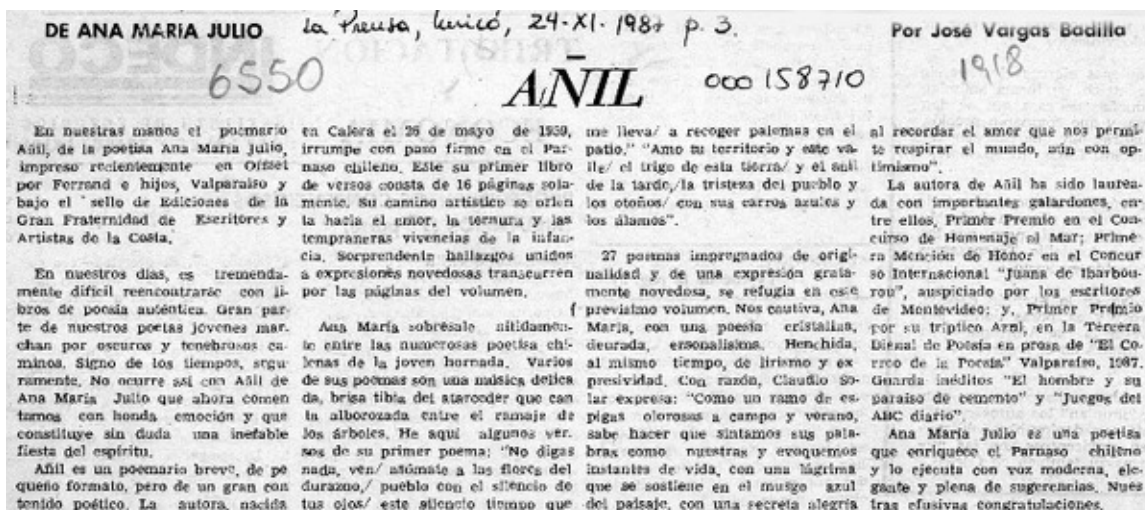 DE ANA MARIA JULIO
La Prensa, Curicó, 24-XI-1987 p. 3.
Por José Vargas Badilla
6550
000158710
1918
AÑIL
En nuestras manos el poemario
Añil, de la poetisa Ana María Julio,
impreso recientemente en Offset
por Ferrand e hijos, Valparaíso y
bajo el sello de Ediciones de la
Gran Fraternidad de Escritores y
Artistas de la Costa.
En nuestros días, es tremenda-
mente difícil reencontrarse con li-
bros de poesía auténtica. Gran par-
te de nuestros poetas jóvenes mar-
chan por oscuros y tenebrosos ca-
minos. Signo de los tiempos, segu-
ramente. No ocurre así con Añil de
Ana María Julio que ahora comen
tamos con honda emoción y que
constituye sin duda una inefable
fiesta del espíritu.
Añil es un poemario breve, de pe
queño formato, pero de un gran con
tenido poético. La autora, nacida
en Calera el 26 de mayo de 1959,
irrumpe con paso firme en el Par-
naso chileno. Este su primer libro
de versos consta de 16 páginas sola-
mente. Su camino artístico se orien
ta hacia el amor, la ternura y las
tempraneras vivencias de la infan-
cia. Sorprendente hallazgos unidos
a expresiones novedosas transcurren
por las páginas del volumen.
Ana María sobresale nítidamen-
te entre las numerosas poetisa chi-
lenas de la joven hornada. Varios
de sus poemas son una música delica
da, brisa tibia del atardecer que can
ta alborozada entre el ramaje de
los árboles. He aquí algunos ver-
sos de su primer poema: "No digas
nada, ven/ asómate a las flores del
durazno,/ pueblo con el silencio de
tus ojos/ este silencio tiempo que
me lleva/ a recoger palomas en el
patio." "Amo tu territorio y este va-
lle/ el trigo de esta tierra/ y el añil
de la tarde,/la tristeza del pueblo y
los otoños/ con sus carros azules y
los álamos".
27 poemas impregnados de origi-
nalidad y de una expresión grata-
mente novedosa, se refugia en este
previsimo volumen. Nos cautiva, Ana
María, con una poesía cristalina,
deurada, ersonalísima. Henchida,
al mismo tiempo, de lirismo y ex
presividad. Con razón, Claudio So-
lar expresa: "Como un ramo de es-
pigas olorosas a campo y verano,
sabe hacer que sintamos sus pala-
bras como nuestras y evoquemos
instantes de vida, con una lágrima
que se sostiene en el musgo azul
del paisaje, con una secreta alegría
al recordar el amor que nos permi-
te respirar el mundo, aún con op-
timismo".
La autora de Añil ha sido laurea-
da con importantes galardones, en-
tre ellos, Primer Premio en el Con-
curso de Homenaje al Mar; Prime-
ra Mención de Honor en el Concur
so Internacional "Juana de Ibarbou-
rou", auspiciado por los escritores
de Montevideo; y, Primer Premio
por su tríptico Azul, en la Tercera
Bienal de Poesía en prosa de "El Co-
rreo de la Poesía" Valparaíso, 1987.
Guarda inéditos "El hombre y su
paraíso de cemento" y "Juegos del
ABC diario".
Ana María Julio es una poetisa
que enriquece el Parnaso chileno
y lo ejecuta con voz moderna, ele-
gante y plena de sugerencias. Nues
tras efusivas congratulaciones.